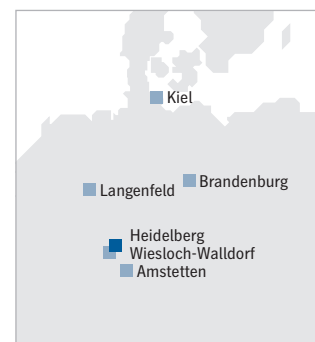 Kiel
Brandenburg
Langenfeld
Heidelberg
Wiesloch-Walldorf
Amstetten